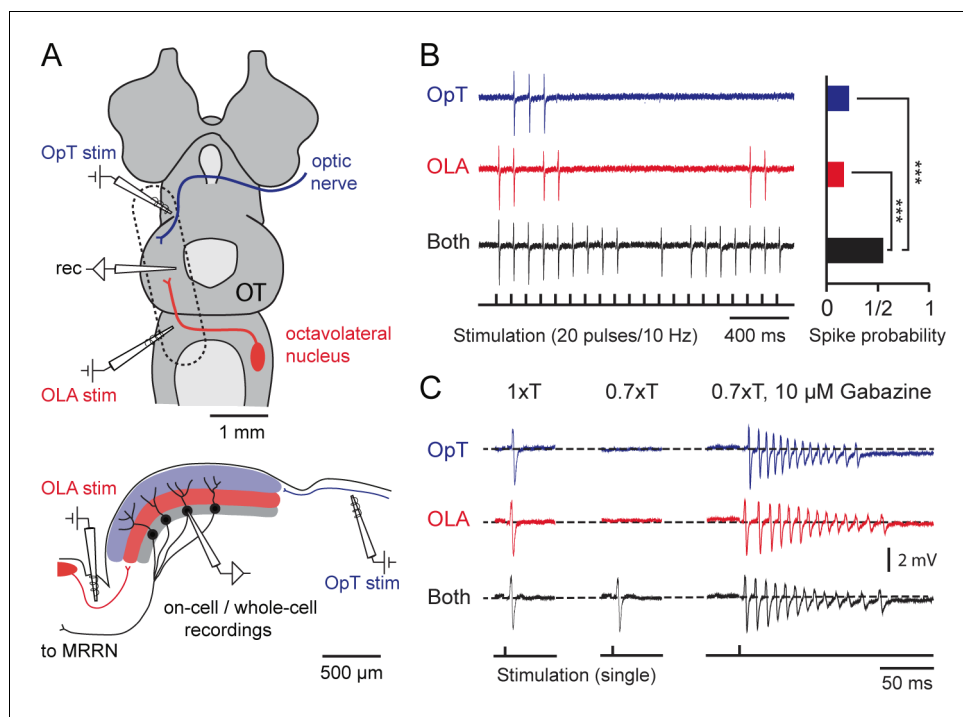 A
OpT stim
optic
nerve
rec
OT
octavolateral
nucleus
OLA stim
1 mm
OLA stim
OpT stim
on-cell / whole-cell
recordings
to MRRN
500 µm
B
OpT
OLA
Both
Stimulation (20 pulses/10 Hz)
400 ms
***
***
0 1/2 1
Spike probability
C
1xT 0.7xT 0.7xT, 10 µM Gabazine
OpT
OLA
2 mV
Both
Stimulation (single)
50 ms